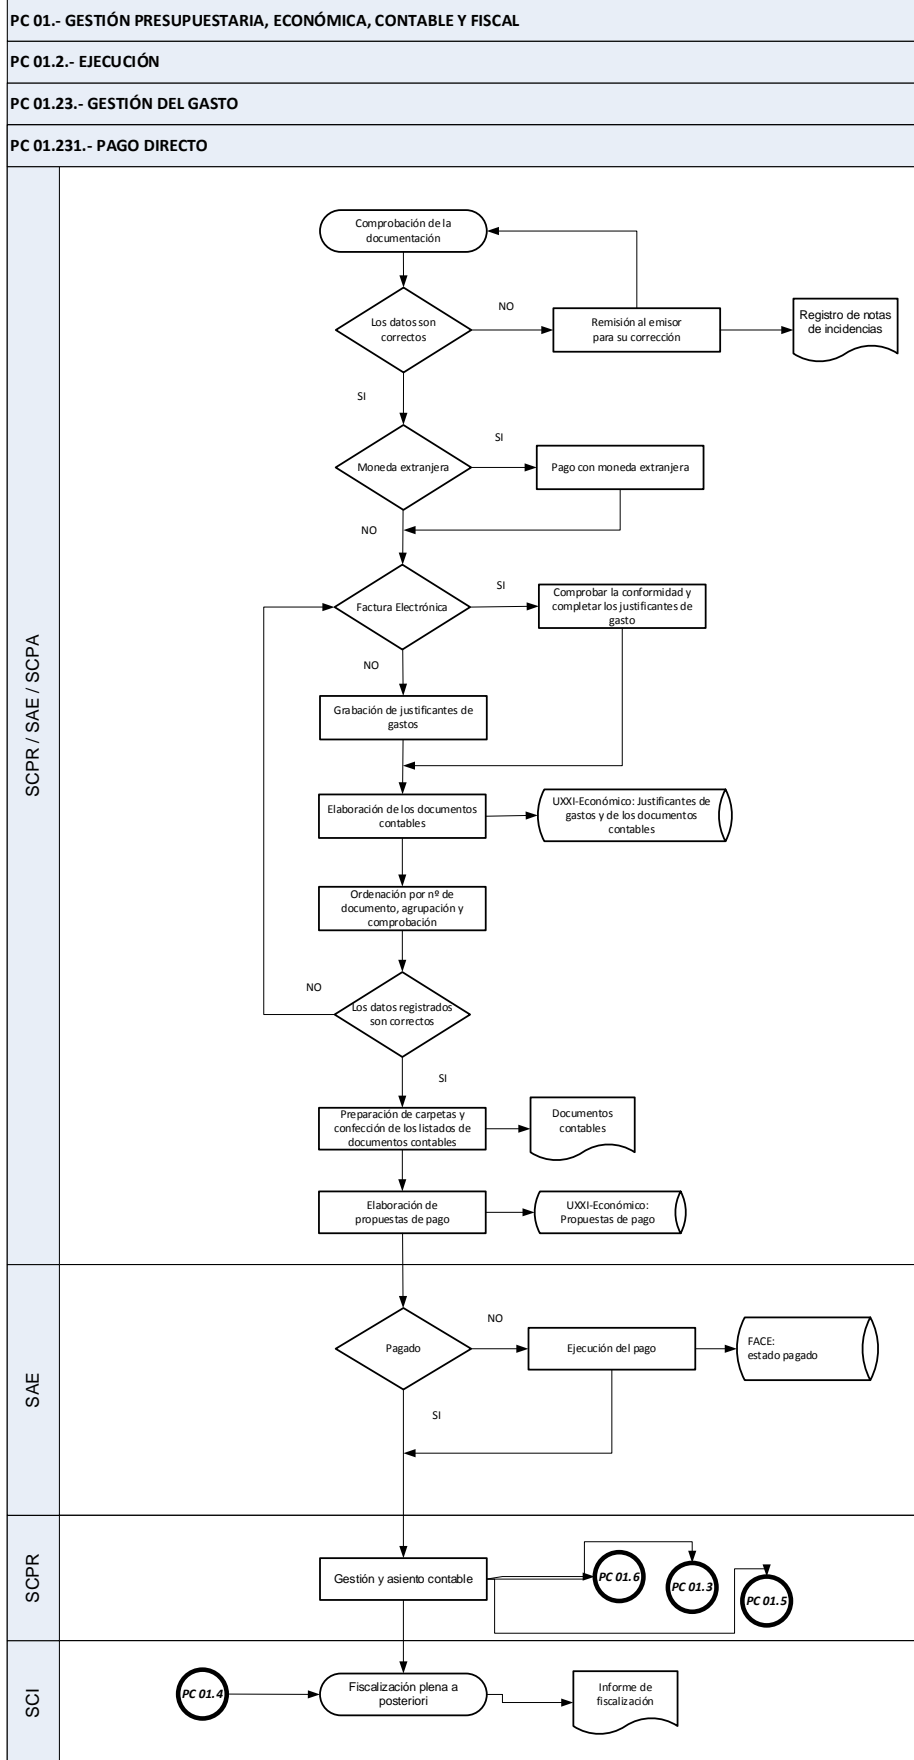 PC 01.- GESTIÓN PRESUPUESTARIA, ECONÓMICA, CONTABLE Y FISCAL
PC 01.2.- EJECUCIÓN
PC 01.23.- GESTIÓN DEL GASTO
PC 01.231.- PAGO DIRECTO
SCPR / SAE / SCPA
Comprobación de la
documentación
Los datos son
correctos
NO
Remisión al emisor
para su corrección
Registro de notas
de incidencias
SI
Moneda extranjera
SI
Pago con moneda extranjera
NO
Factura Electrónica
SI
Comprobar la conformidad y
completar los justificantes de
gasto
NO
Grabación de justificantes de
gastos
Elaboración de los documentos
contables
UXXI-Económico: Justificantes de
gastos y de los documentos
contables
Ordenación por nº de
documento, agrupación y
comprobación
NO
Los datos registrados
son correctos
SI
Preparación de carpetas y
confección de los listados de
documentos contables
Documentos
contables
Elaboración de
propuestas de pago
UXXI-Económico:
Propuestas de pago
SAE
Pagado
NO
Ejecución del pago
FACE:
estado pagado
SI
SCPR
Gestión y asiento contable
PC 01.6
PC 01.3
PC 01.5
SCI
PC 01.4
Fiscalización plena a
posteriori
Informe de
fiscalización